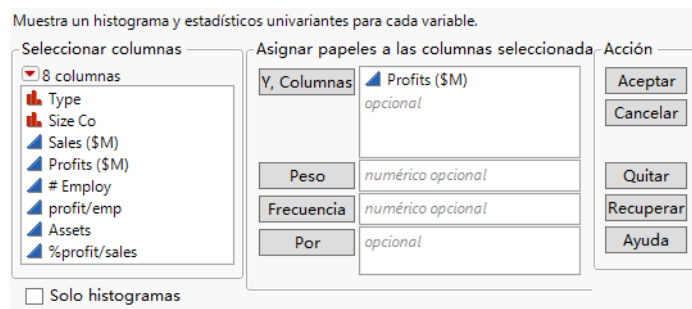 Muestra un histograma y estadísticos univariantes para cada variable.
Seleccionar columnas
8 columnas
Type
Size Co
Sales ($M)
Profits ($M)
# Employ
profit/emp
Assets
%profit/sales
Solo histogramas
Asignar papeles a las columnas seleccionada
Y, Columnas
Profits ($M)
opcional
Peso
numérico opcional
Frecuencia
numérico opcional
Por
opcional
Acción
Aceptar
Cancelar
Quitar
Recuperar
Ayuda